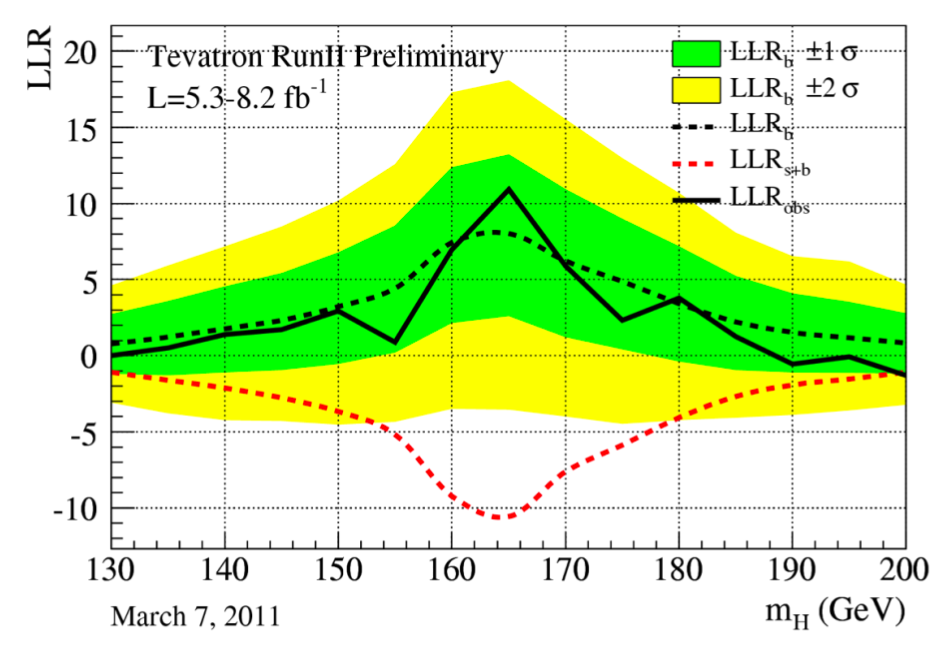 LLR
20
15
10
5
0
-5
-10
Tevatron RunII Preliminary
L=5.3-8.2 fb-1
LLRb ±1 σ
LLRb ±2 σ
LLRb
LLRs+b
LLRobs
130 140 150 160 170 180 190 200
March 7, 2011
mH (GeV)